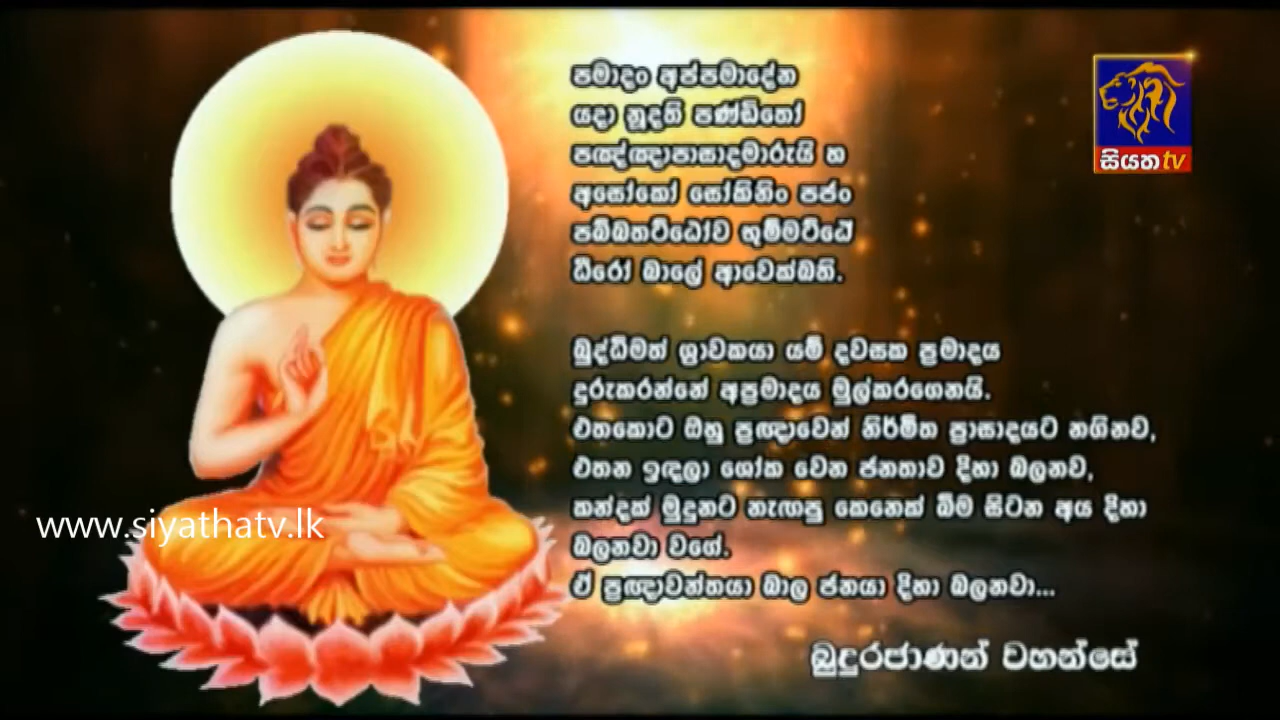 පමාදං අප්පමාදේන
යදා නූදති පණ්ඩිතෝ
පඤ්ඤාපාසාදමාරුයි හ
අසෝකෝ සෝකිනිං පජං
පබ්බතට්ඨෝව භුම්මට්ඨේ
ධීරෝ බාලේ ආවෙක්ඛති.
බුද්ධිමත් ශ්‍රාවකයා යම් දවසක ප්‍රමාදය
දුරුකරන්නේ අප්‍රමාදය මුල්කරගෙනයි.
එතකොට ඔහු ප්‍රඥාවෙන් නිර්මිත ප්‍රාසාදයට නගිනව,
එතන ඉඳලා ශෝක වෙන ජනතාව දිහා බලනව,
කන්දක් මුදුනට නැඟපු කෙනෙක් බිම සිටන අය දිහා
බලනවා වගේ.
ඒ ප්‍රඥාවන්තයා බාල ජනයා දිහා බලනවා...
බුදුරජාණන් වහන්සේ
සියත tv
www.siyathatv.lk